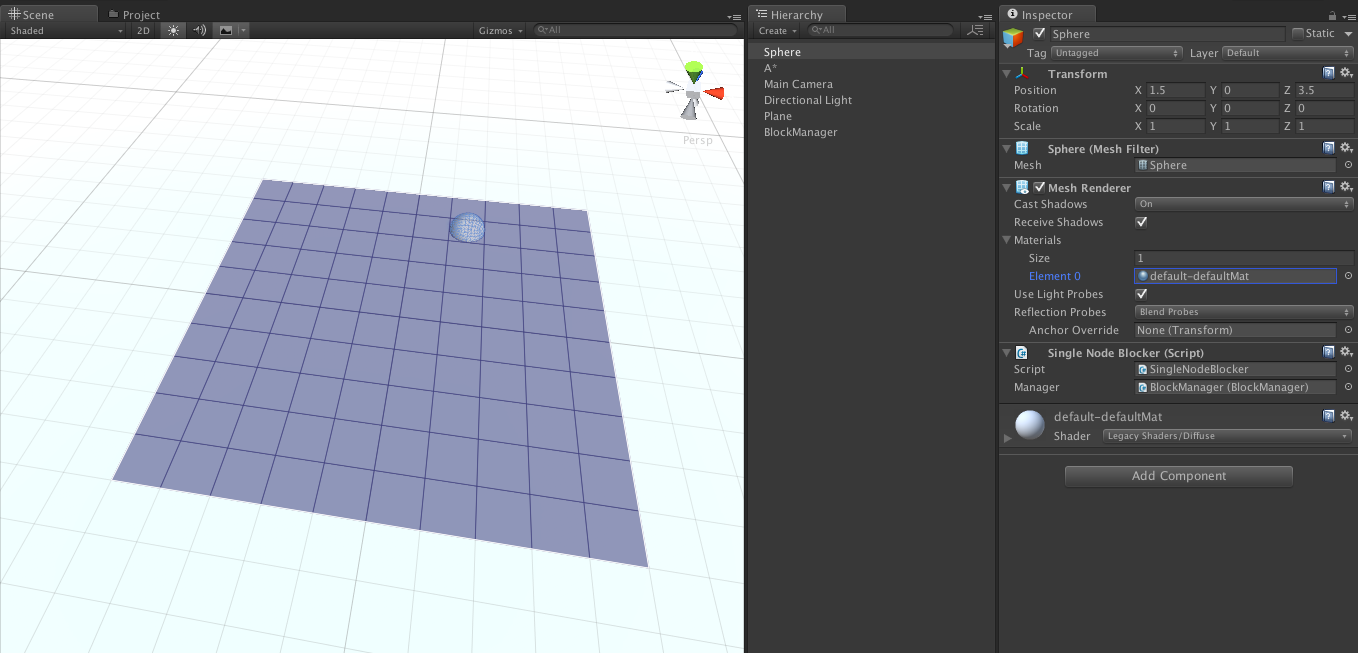 Scene
Project
Shaded
2D
Gizmos
All
Persp
Hierarchy
Create
All
Sphere
A*
Main Camera
Directional Light
Plane
BlockManager
Inspector
Sphere
Static
Tag Untagged Layer Default
Transform
Position X 1.5 Y 0 Z 3.5
Rotation X 0 Y 0 Z 0
Scale X 1 Y 1 Z 1
Sphere (Mesh Filter)
Mesh Sphere
Mesh Renderer
Cast Shadows On
Receive Shadows
Materials
Size 1
Element 0 default-defaultMat
Use Light Probes
Reflection Probes Blend Probes
Anchor Override None (Transform)
Single Node Blocker (Script)
Script SingleNodeBlocker
Manager BlockManager (BlockManager)
default-defaultMat
Shader Legacy Shaders/Diffuse
Add Component